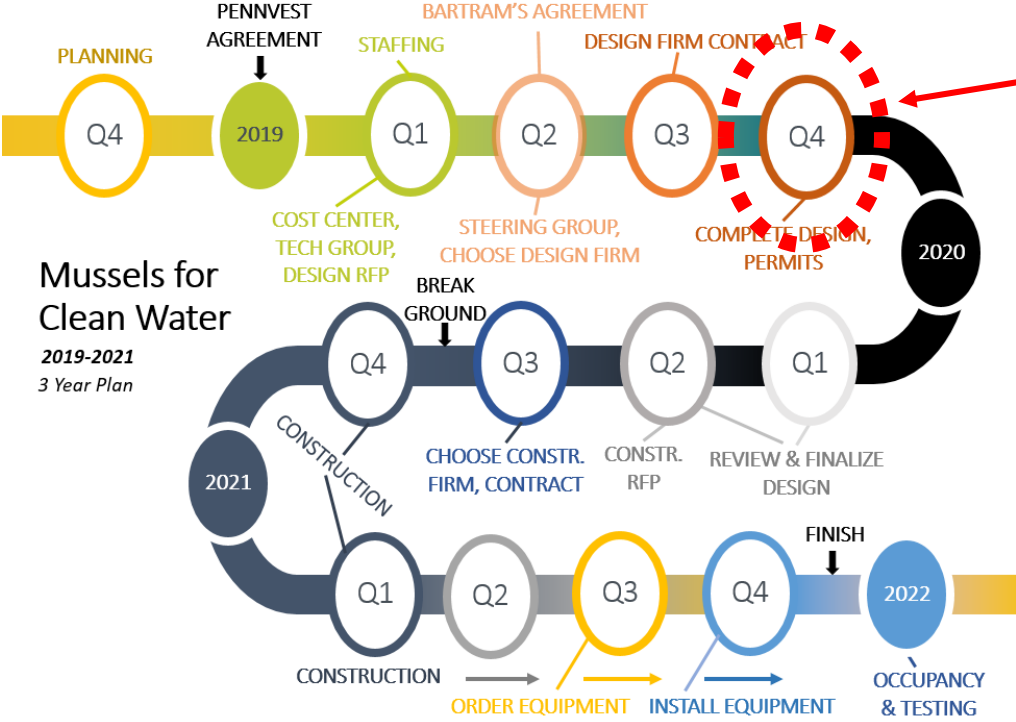 PENNVEST
AGREEMENT
BARTRAM'S AGREEMENT
PLANNING
STAFFING
DESIGN FIRM CONTRACT
Q4
2019
Q1
Q2
Q3
Q4
COST CENTER,
TECH GROUP,
DESIGN RFP
STEERING GROUP,
CHOOSE DESIGN FIRM
COMPLETE DESIGN,
PERMITS
2020
Mussels for
Clean Water
2019-2021
3 Year Plan
BREAK
GROUND
Q4
Q3
Q2
Q1
CONSTRUCTION
CHOOSE CONSTR.
FIRM, CONTRACT
CONSTR.
RFP
REVIEW & FINALIZE
DESIGN
2021
FINISH
Q1
Q2
Q3
Q4
2022
CONSTRUCTION
ORDER EQUIPMENT
INSTALL EQUIPMENT
OCCUPANCY
& TESTING